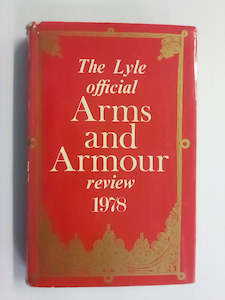 The Lyle
official
Arms
and
Armour
review
1978